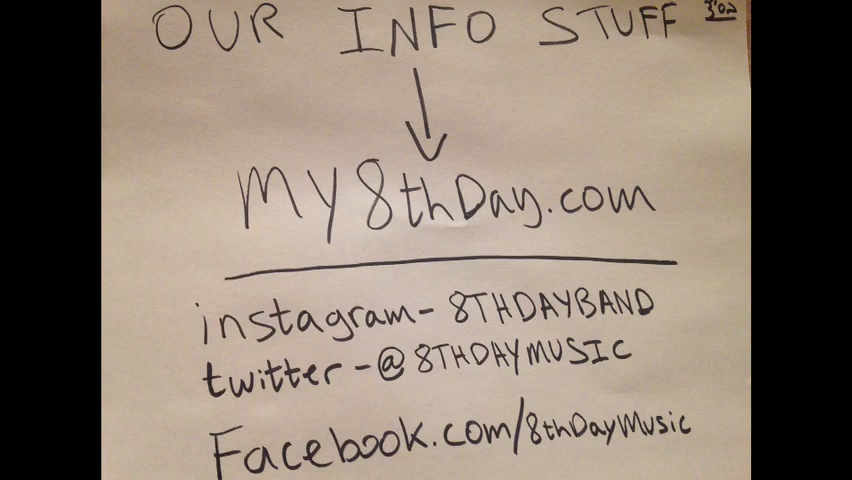 OUR INFO STUFF
My8thDay.com
instagram- 8THDAYBAND
twitter-@8THDAYMUSIC
Facebook.com/8thDayMusic